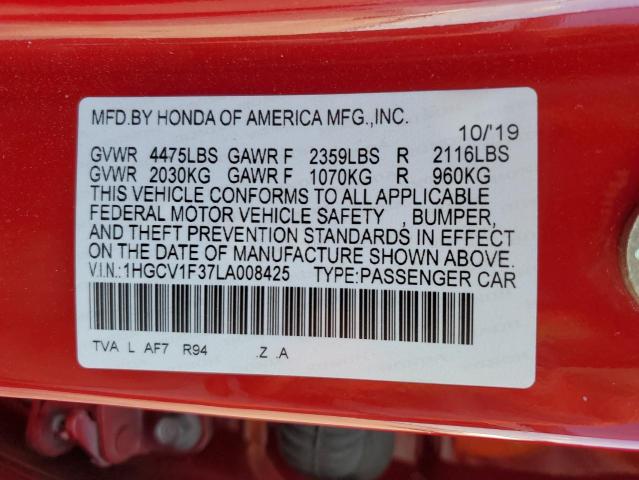 MFD.BY HONDA OF AMERICA MFG.,INC.
10/'19
GVWR 4475LBS GAWR F 2359LBS R 2116LBS
GVWR 2030KG GAWR F 1070KG R 960KG
THIS VEHICLE CONFORMS TO ALL APPLICABLE
FEDERAL MOTOR VEHICLE SAFETY , BUMPER,
AND THEFT PREVENTION STANDARDS IN EFFECT
ON THE DATE OF MANUFACTURE SHOWN ABOVE.
V.I.N.:1HGCV1F37LA008425 TYPE:PASSENGER CAR
TVA L AF7 R94 .Z .A